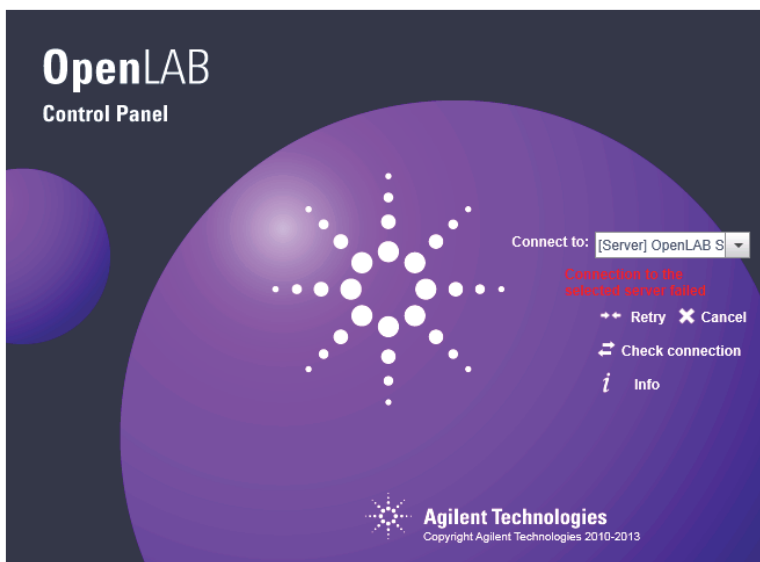 OpenLAB
Control Panel
Connect to: [Server] OpenLAB S
Connection to the
selected server failed
Retry Cancel
Check connection
i Info
Agilent Technologies
Copyright Agilent Technologies 2010-2013